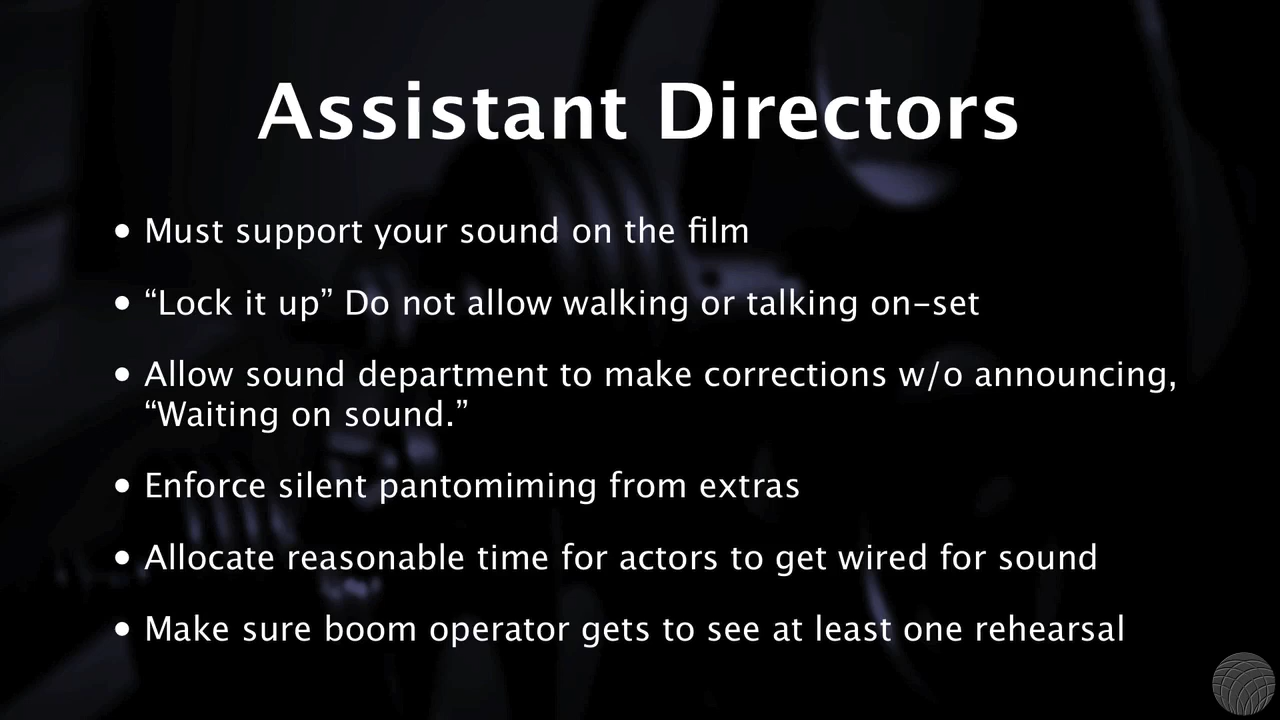 Assistant Directors
• Must support your sound on the film
• “Lock it up” Do not allow walking or talking on-set
• Allow sound department to make corrections w/o announcing,
“Waiting on sound.”
• Enforce silent pantomiming from extras
• Allocate reasonable time for actors to get wired for sound
• Make sure boom operator gets to see at least one rehearsal